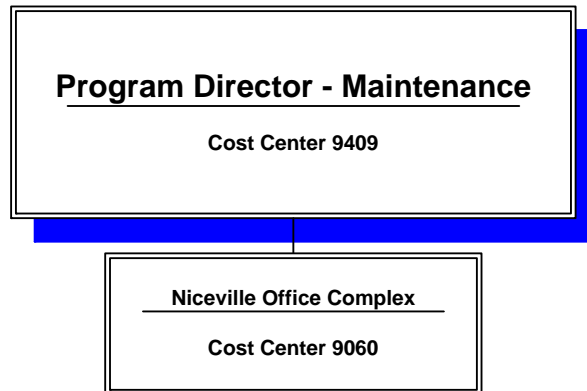 Program Director - Maintenance
Cost Center 9409
Niceville Office Complex
Cost Center 9060